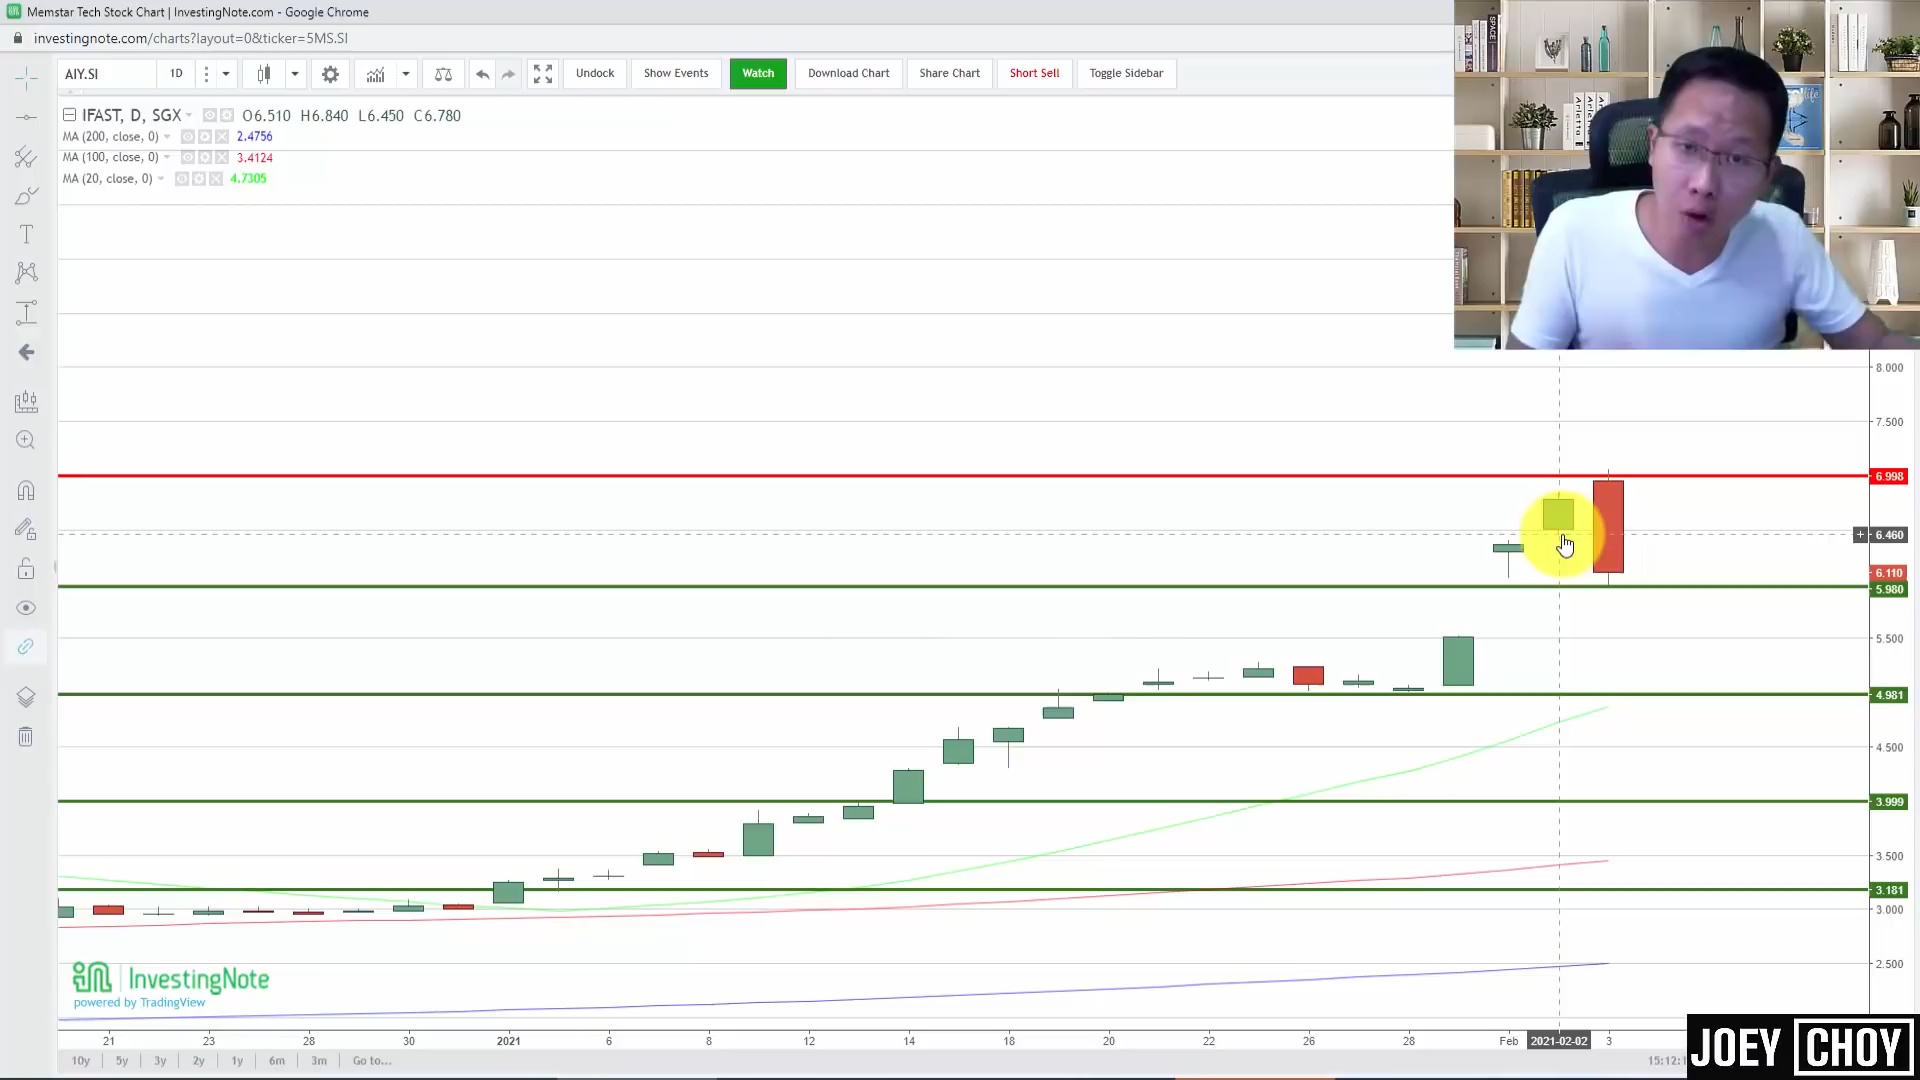 Memstar Tech Stock Chart | InvestingNote.com - Google Chrome
investingnote.com/charts?layout=0&ticker=5MS.SI
AIY.SI 1D Undock Show Events Watch Download Chart Share Chart Short Sell Toggle Sidebar
IFAST, D, SGX O6.510 H6.840 L6.450 C6.780
MA (200, close, 0) 2.4756
MA (100, close, 0) 3.4124
MA (20, close, 0) 4.7305
SPACE
8.000
7.500
6.998
6.460
6.110
5.980
5.500
4.981
4.500
3.999
3.500
3.181
3.000
2.500
InvestingNote
powered by TradingView
21 23 28 30 2021 6 8 12 14 18 20 22 26 28 Feb 2021-02-02 3
10y 5y 3y 2y 1y 6m 3m Go to...
15:12:
JOEY CHOY